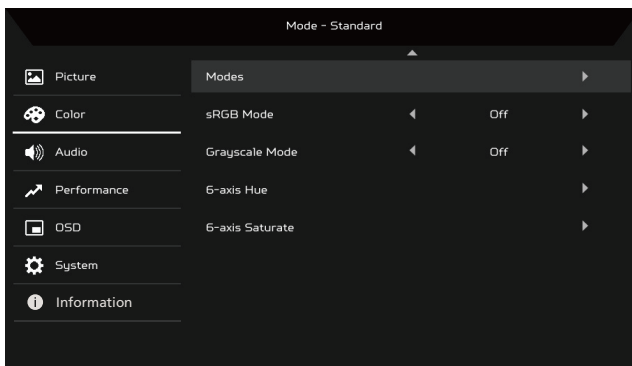 Mode - Standard
Picture
Modes
Color
sRGB Mode Off
Audio
Grayscale Mode Off
Performance
6-axis Hue
OSD
6-axis Saturate
System
Information